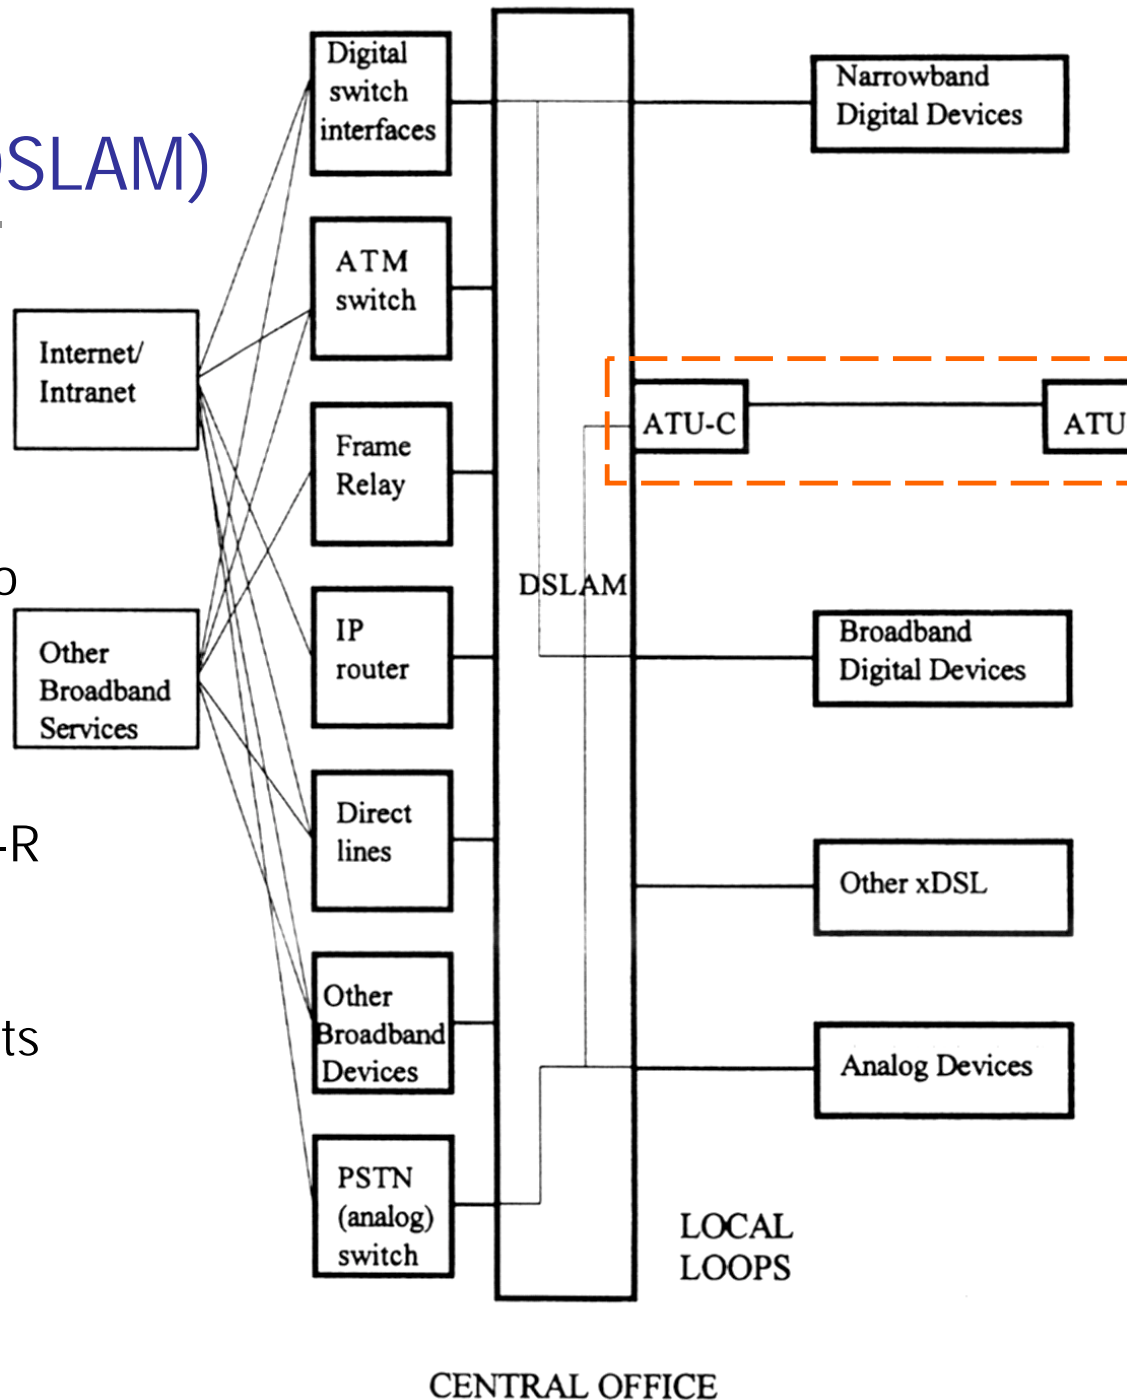 DSLAM)
o
-R
ts
Internet/
Intranet
Other
Broadband
Services
Digital
switch
interfaces
ATM
switch
Frame
Relay
IP
router
Direct
lines
Other
Broadband
Devices
PSTN
(analog)
switch
DSLAM
Narrowband
Digital Devices
ATU-C
ATU
Broadband
Digital Devices
Other xDSL
Analog Devices
LOCAL
LOOPS
CENTRAL OFFICE